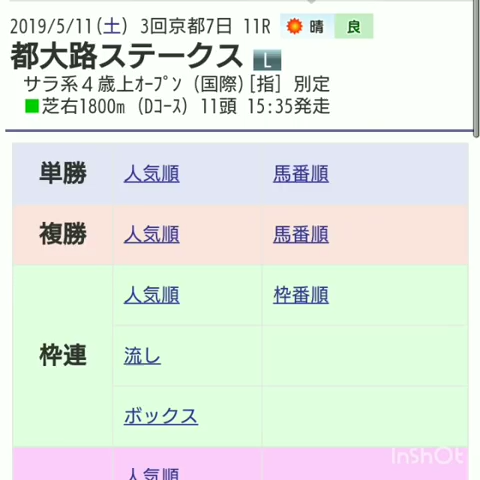 2019/5/11(土) 3回京都7日 11R 晴 良
都大路ステークス L
サラ系４歳上ｵｰﾌﾟﾝ (国際)[指] 別定
芝右1800m (Dｺｰｽ) 11頭 15:35発走
単勝 人気順 馬番順
複勝 人気順 馬番順
人気順 枠番順
枠連 流し
ボックス
人気順
InShOt